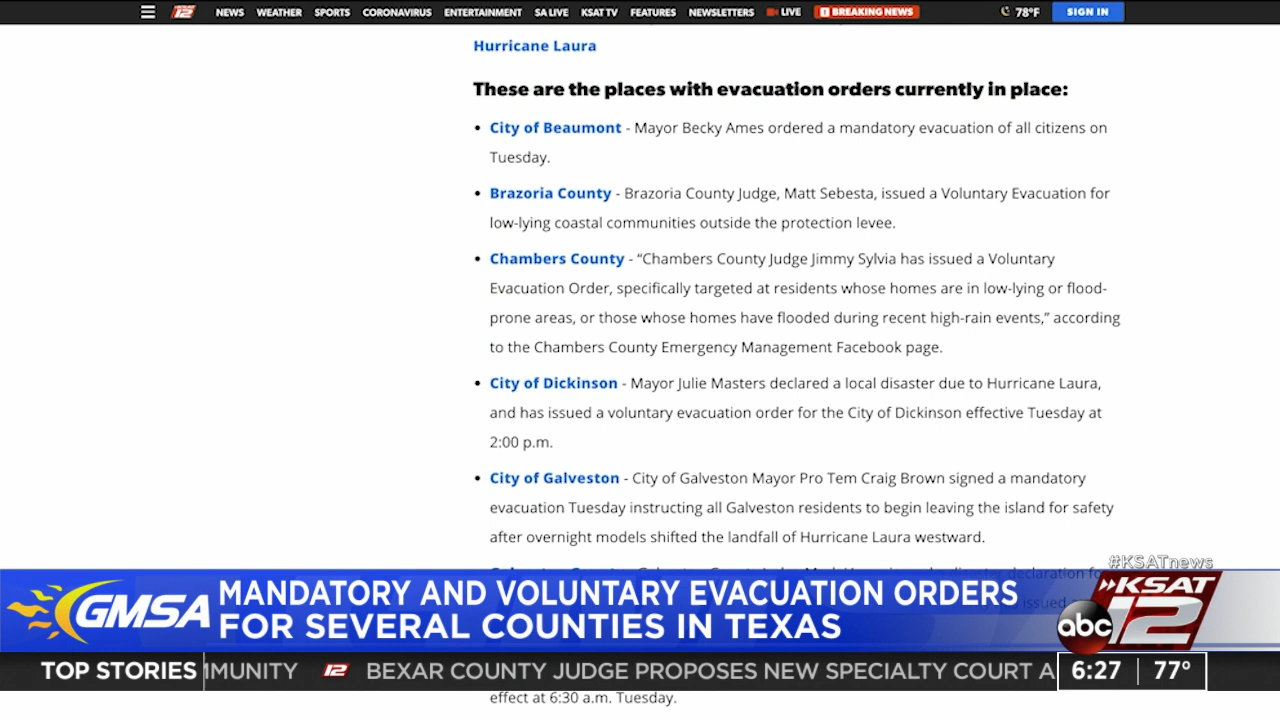 12
NEWS WEATHER SPORTS CORONAVIRUS ENTERTAINMENT SA LIVE KSAT TV FEATURES NEWSLETTERS LIVE BREAKING NEWS 78°F SIGN IN
Hurricane Laura
These are the places with evacuation orders currently in place:
• City of Beaumont - Mayor Becky Ames ordered a mandatory evacuation of all citizens on
Tuesday.
• Brazoria County - Brazoria County Judge, Matt Sebesta, issued a Voluntary Evacuation for
low-lying coastal communities outside the protection levee.
• Chambers County - “Chambers County Judge Jimmy Sylvia has issued a Voluntary
Evacuation Order, specifically targeted at residents whose homes are in low-lying or flood-
prone areas, or those whose homes have flooded during recent high-rain events,” according
to the Chambers County Emergency Management Facebook page.
• City of Dickinson - Mayor Julie Masters declared a local disaster due to Hurricane Laura,
and has issued a voluntary evacuation order for the City of Dickinson effective Tuesday at
2:00 p.m.
• City of Galveston - City of Galveston Mayor Pro Tem Craig Brown signed a mandatory
evacuation Tuesday instructing all Galveston residents to begin leaving the island for safety
after overnight models shifted the landfall of Hurricane Laura westward.
#KSATnews
declaration
issued
GMSA
MANDATORY AND VOLUNTARY EVACUATION ORDERS
FOR SEVERAL COUNTIES IN TEXAS
abc KSAT 12
TOP STORIES MMUNITY 12 BEXAR COUNTY JUDGE PROPOSES NEW SPECIALTY COURT A 6:27 77°
effect at 6:30 a.m. Tuesday.